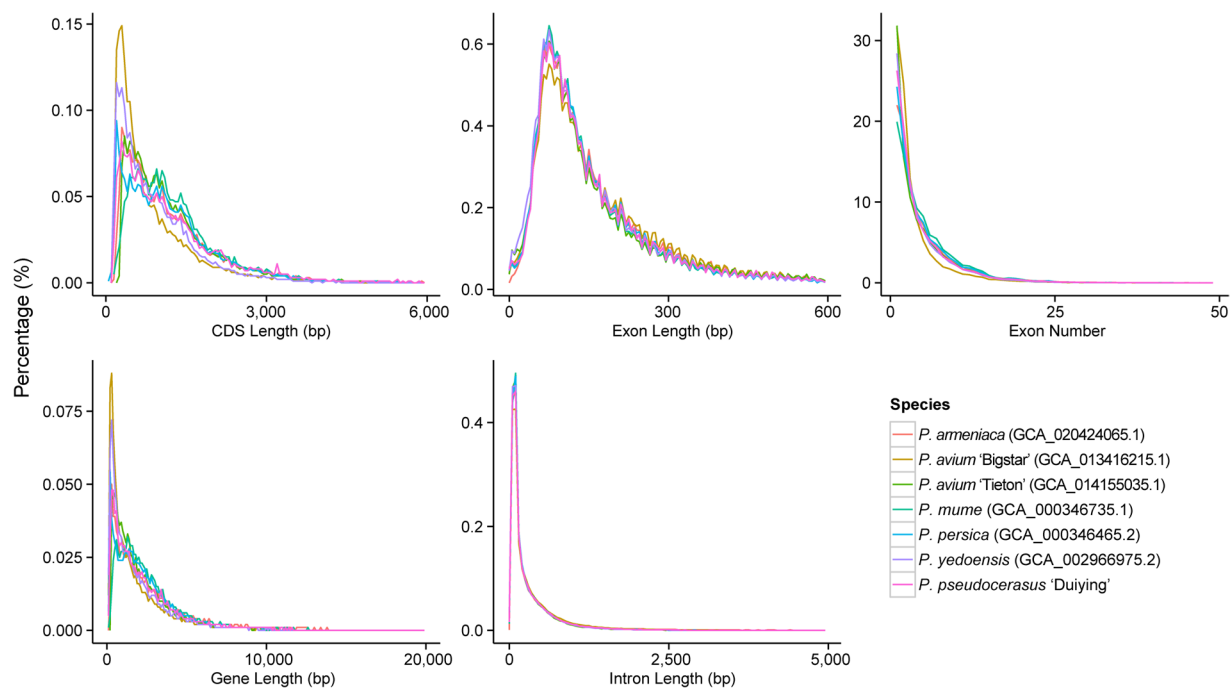 0.15
0.10
0.05
0.00
0
3,000
6,000
CDS Length (bp)
0.6
0.4
0.2
0.0
0
300
600
Exon Length (bp)
30
20
10
0
0
25
50
Exon Number
Percentage (%)
0.075
0.050
0.025
0.000
0
10,000
20,000
Gene Length (bp)
0.4
0.2
0.0
0
2,500
5,000
Intron Length (bp)
Species
P. armeniaca (GCA_020424065.1)
P. avium ‘Bigstar’ (GCA_013416215.1)
P. avium ‘Tieton’ (GCA_014155035.1)
P. mume (GCA_000346735.1)
P. persica (GCA_000346465.2)
P. yedoensis (GCA_002966975.2)
P. pseudocerasus ‘Duiying’